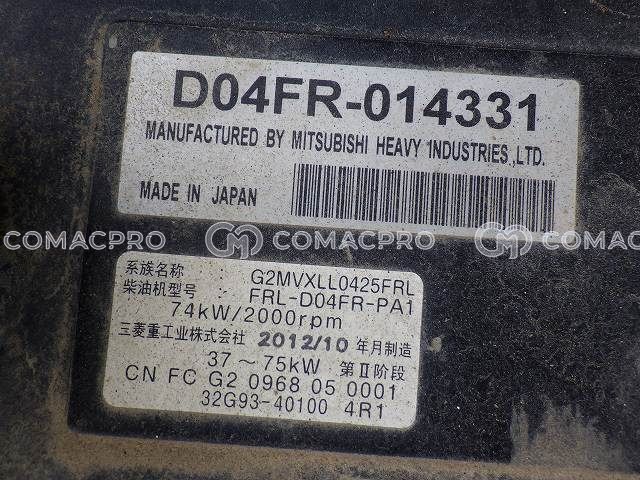 D04FR-014331
MANUFACTURED BY MITSUBISHI HEAVY INDUSTRIES,LTD.
MADE IN JAPAN
COMACPRO COMACPRO COMACPRO
系族名称 G2MVXLL0425FRL
柴油机型号 FRL-D04FR-PA1
74kW/2000rpm
三菱重工业株式会社 2012/10 年月制造
37～75kW 第Ⅱ阶段
CN FC G2 0968 05 0001
32G93-40100 4R1